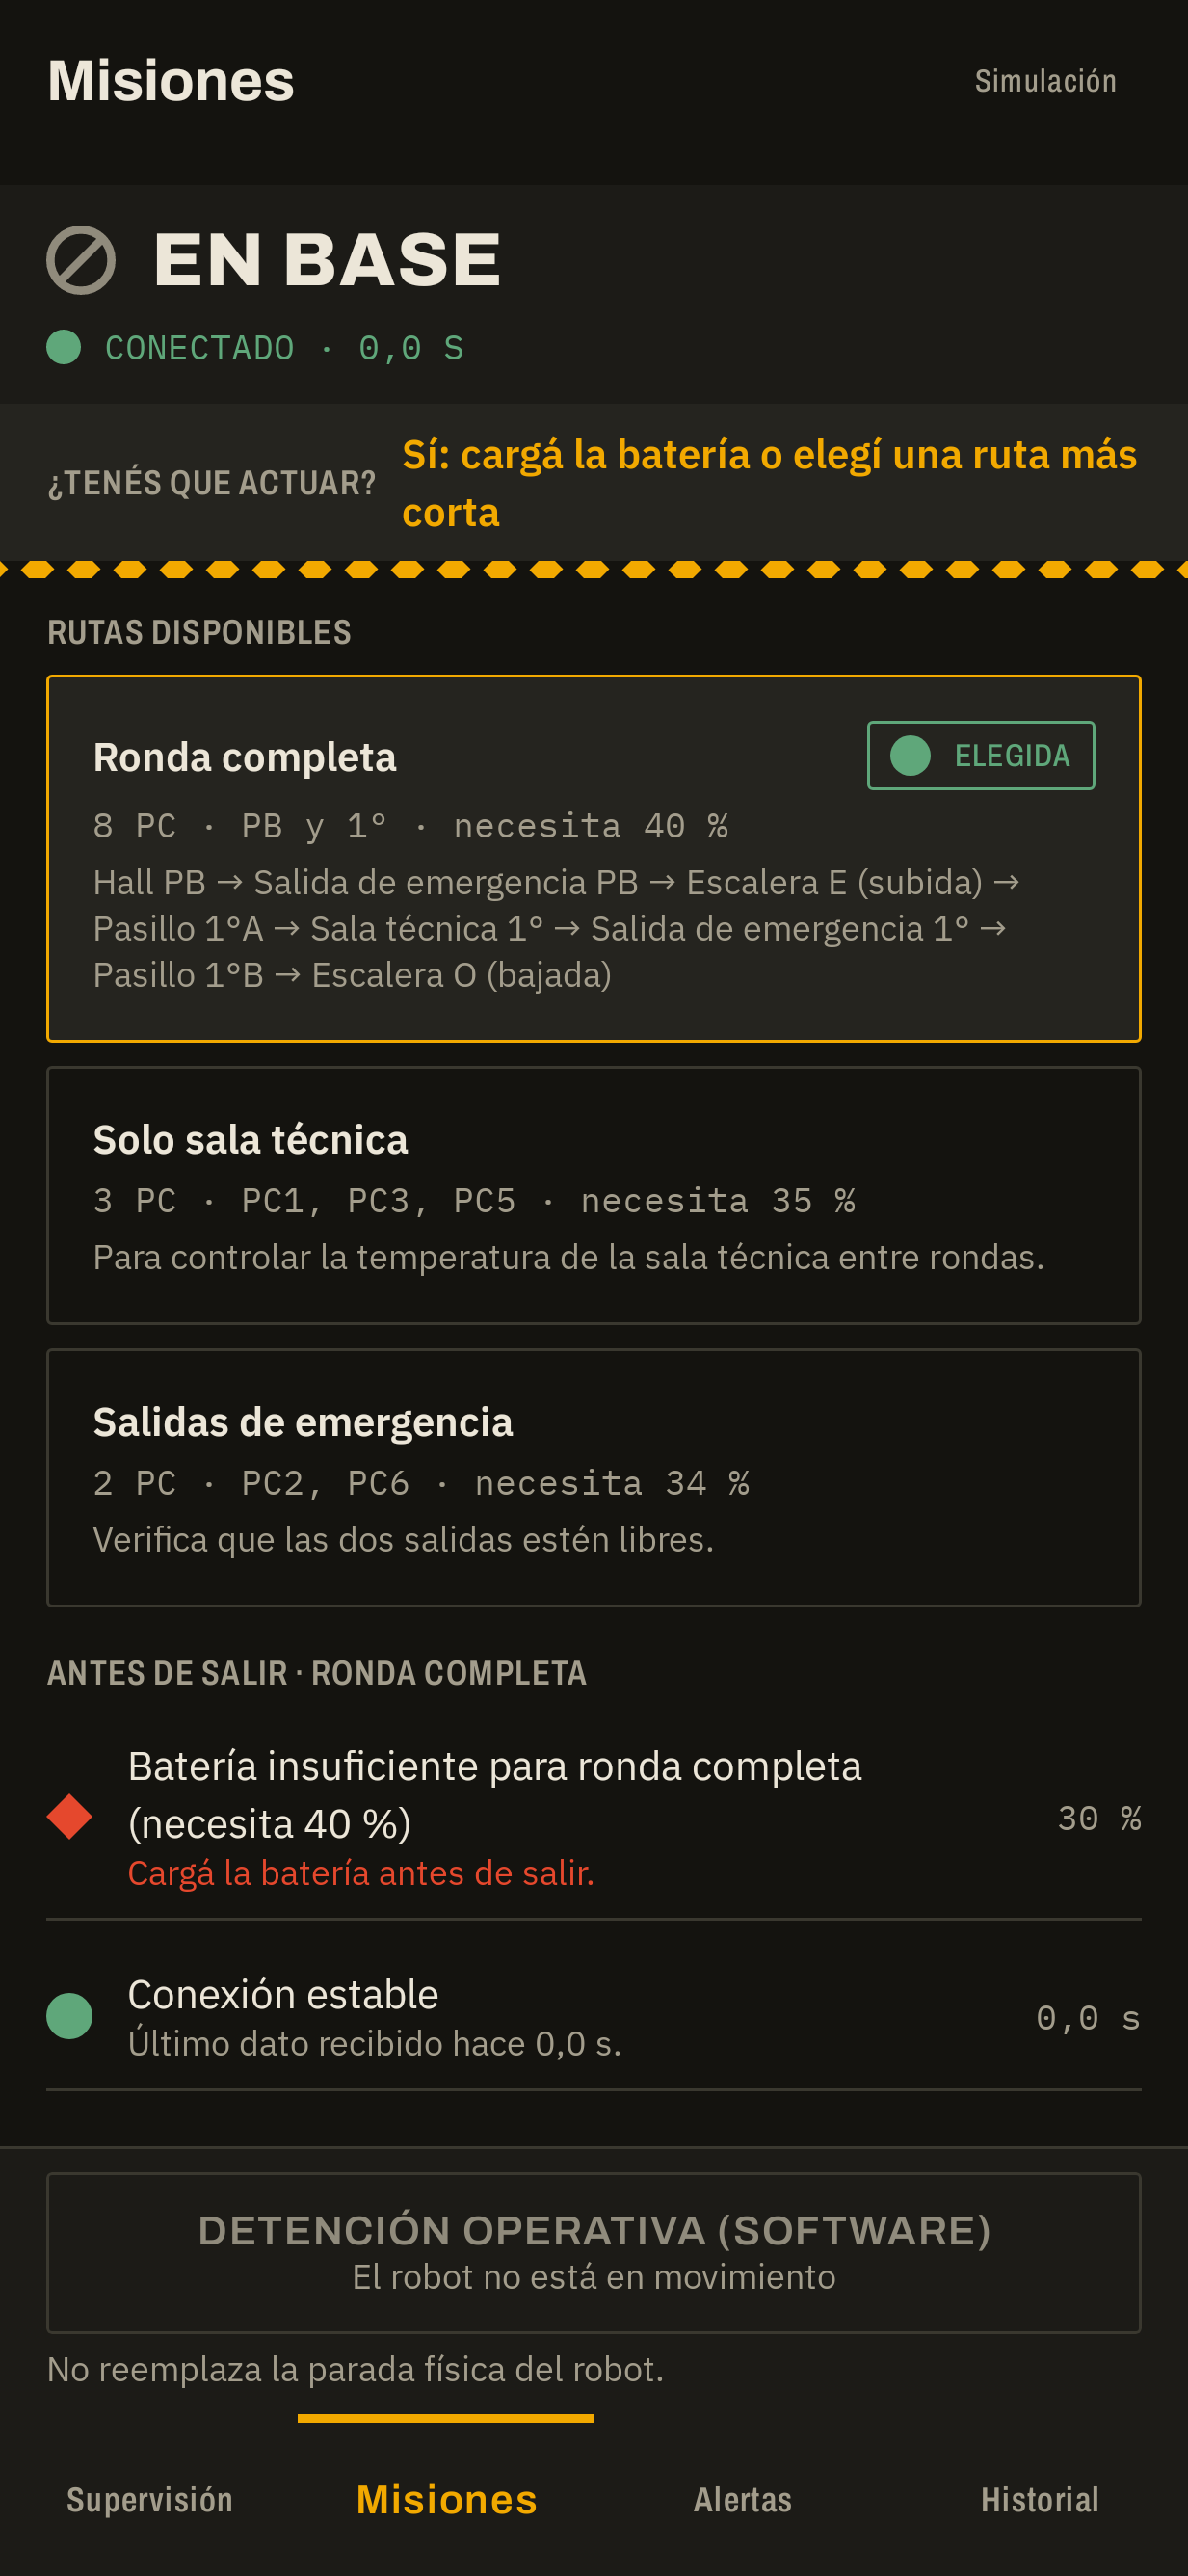 Misiones
Simulación
EN BASE
CONECTADO · 0,0 S
¿TENÉS QUE ACTUAR?
Sí: cargá la batería o elegí una ruta más
corta
RUTAS DISPONIBLES
Ronda completa
ELEGIDA
8 PC · PB y 1° · necesita 40 %
Hall PB → Salida de emergencia PB → Escalera E (subida) →
Pasillo 1°A → Sala técnica 1° → Salida de emergencia 1° →
Pasillo 1°B → Escalera O (bajada)
Solo sala técnica
3 PC · PC1, PC3, PC5 · necesita 35 %
Para controlar la temperatura de la sala técnica entre rondas.
Salidas de emergencia
2 PC · PC2, PC6 · necesita 34 %
Verifica que las dos salidas estén libres.
ANTES DE SALIR · RONDA COMPLETA
Batería insuficiente para ronda completa
(necesita 40 %)
30 %
Cargá la batería antes de salir.
Conexión estable
0,0 s
Último dato recibido hace 0,0 s.
DETENCIÓN OPERATIVA (SOFTWARE)
El robot no está en movimiento
No reemplaza la parada física del robot.
Supervisión
Misiones
Alertas
Historial